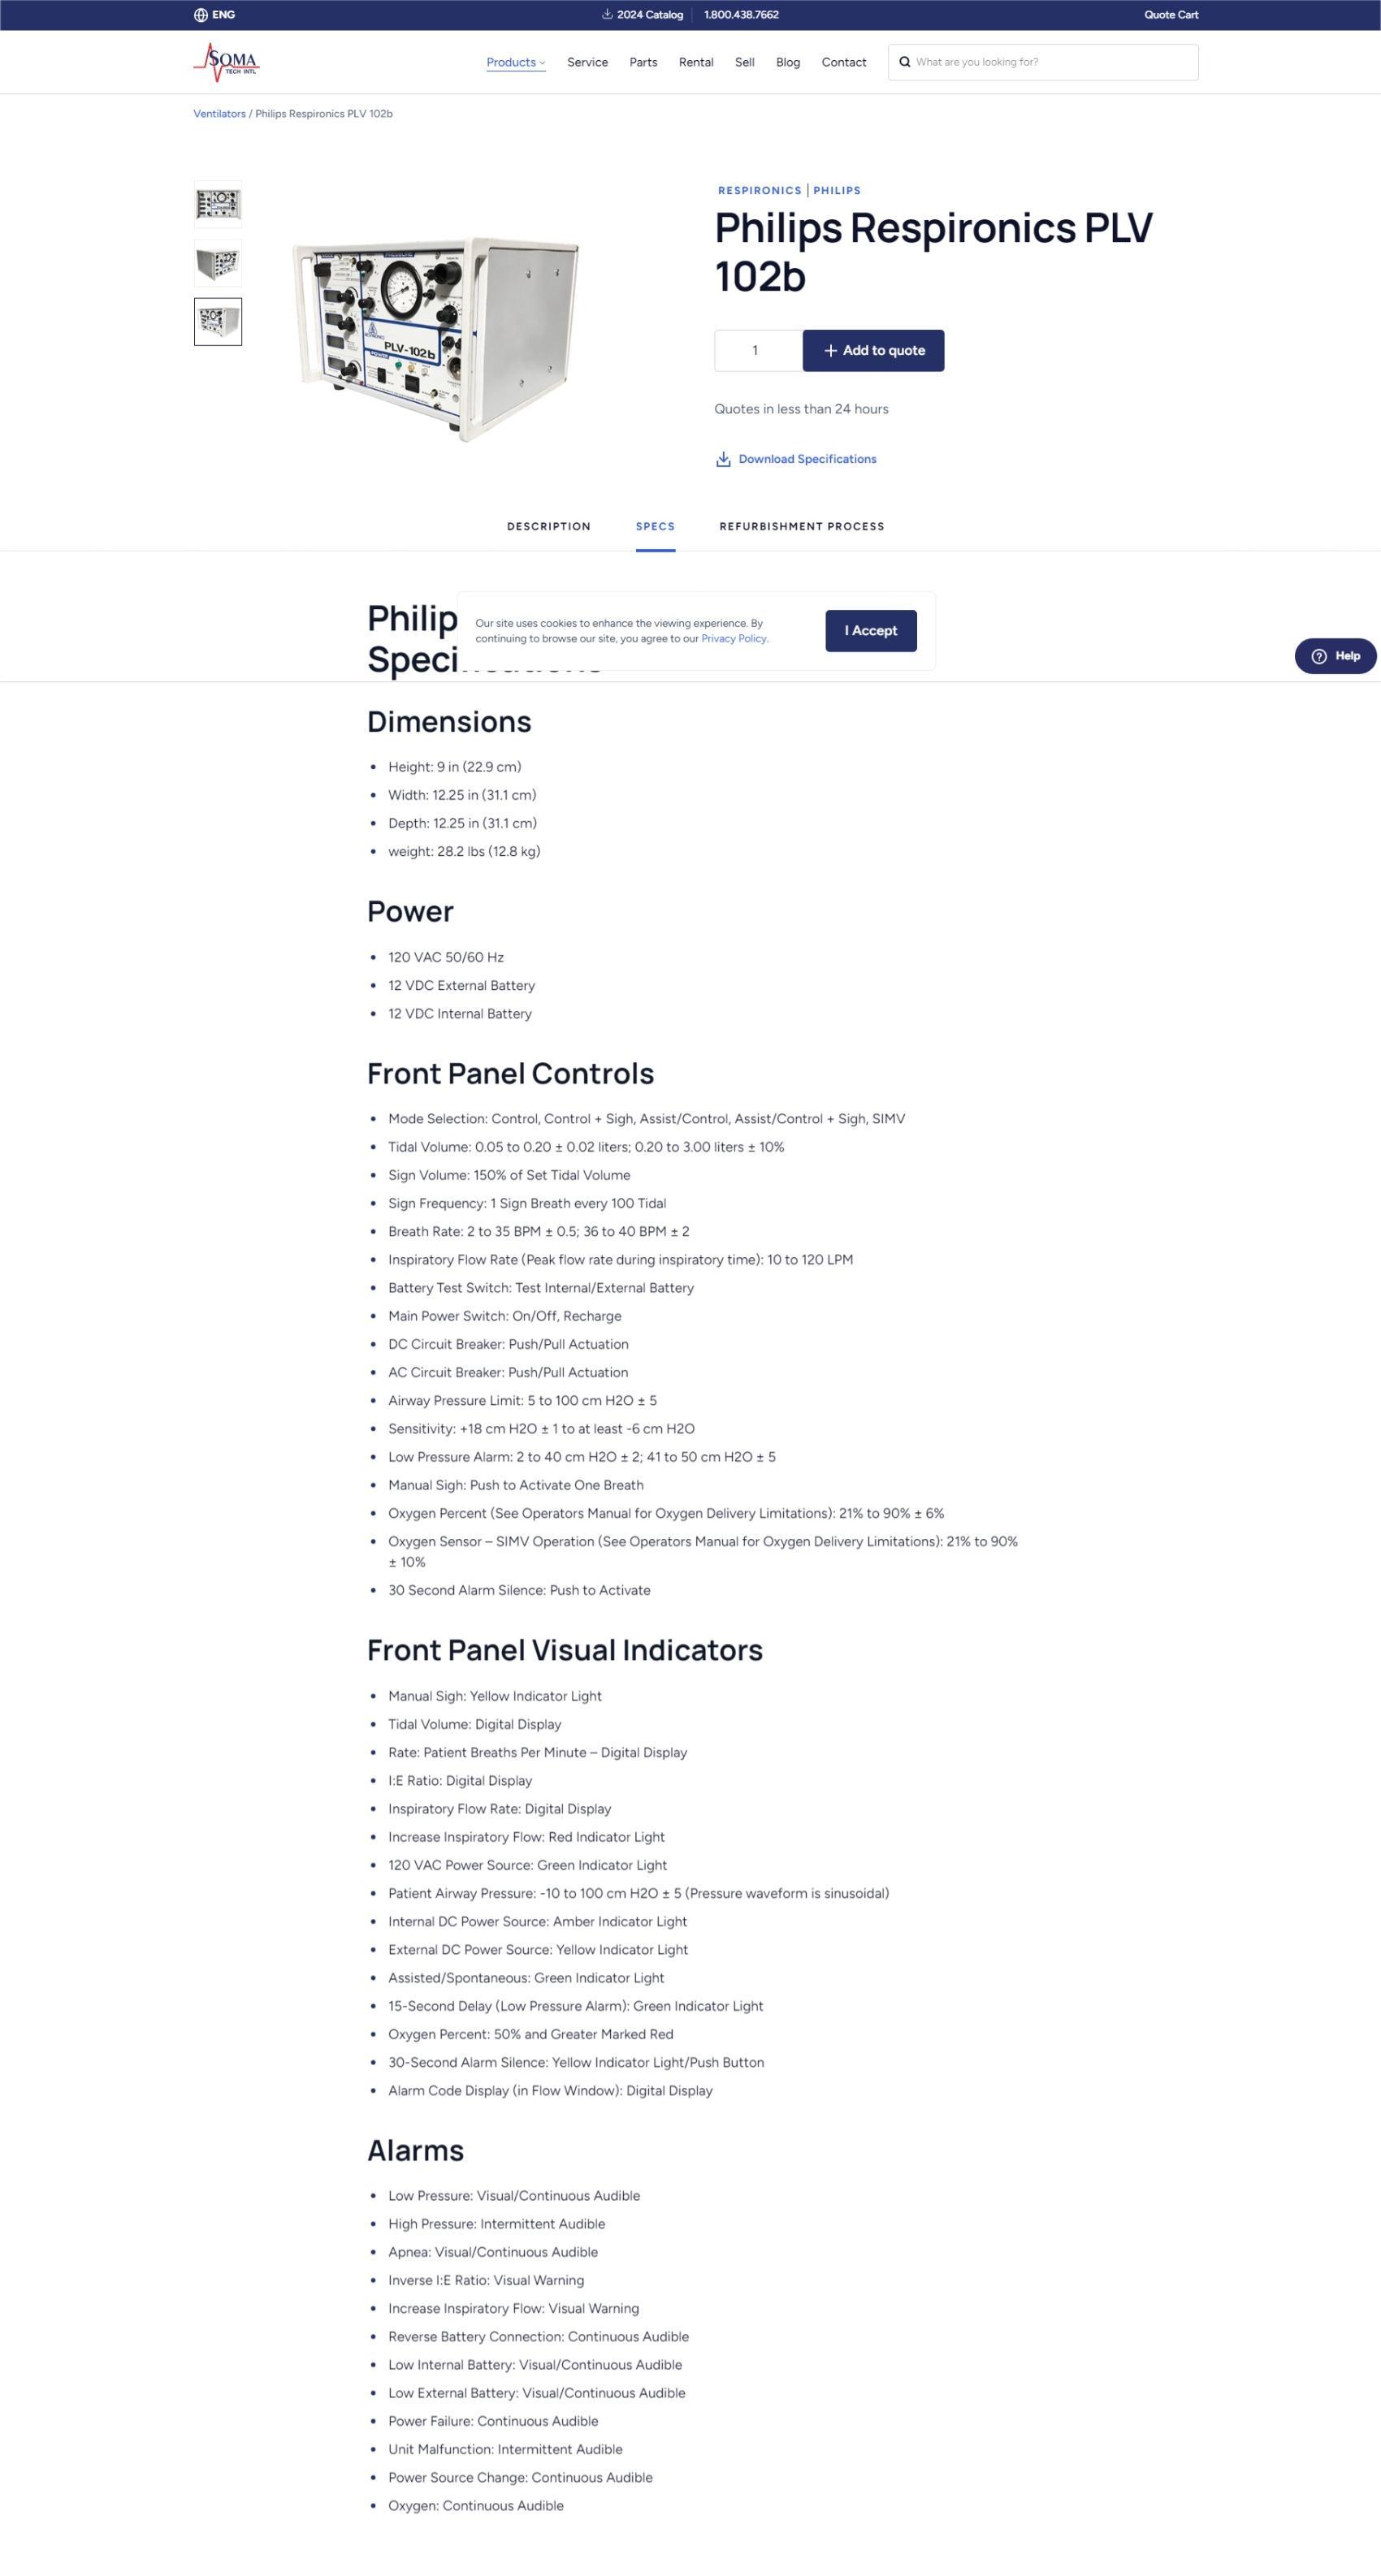 ENG
2024 Catalog
1.800.438.7662
Quote Cart
SOMA
TECH INTL
Products
Service
Parts
Rental
Sell
Blog
Contact
What are you looking for?
Ventilators / Philips Respironics PLV 102b
RESPIRONICS | PHILIPS
Philips Respironics PLV
102b
PLV-102b
1
+ Add to quote
Quotes in less than 24 hours
Download Specifications
DESCRIPTION
SPECS
REFURBISHMENT PROCESS
Philip
Speci
Our site uses cookies to enhance the viewing experience. By
continuing to browse our site, you agree to our Privacy Policy.
I Accept
Help
Dimensions
• Height: 9 in (22.9 cm)
• Width: 12.25 in (31.1 cm)
• Depth: 12.25 in (31.1 cm)
• weight: 28.2 lbs (12.8 kg)
Power
• 120 VAC 50/60 Hz
• 12 VDC External Battery
• 12 VDC Internal Battery
Front Panel Controls
• Mode Selection: Control, Control + Sigh, Assist/Control, Assist/Control + Sigh, SIMV
• Tidal Volume: 0.05 to 0.20 ± 0.02 liters; 0.20 to 3.00 liters ± 10%
• Sign Volume: 150% of Set Tidal Volume
• Sign Frequency: 1 Sign Breath every 100 Tidal
• Breath Rate: 2 to 35 BPM ± 0.5; 36 to 40 BPM ± 2
• Inspiratory Flow Rate (Peak flow rate during inspiratory time): 10 to 120 LPM
• Battery Test Switch: Test Internal/External Battery
• Main Power Switch: On/Off, Recharge
• DC Circuit Breaker: Push/Pull Actuation
• AC Circuit Breaker: Push/Pull Actuation
• Airway Pressure Limit: 5 to 100 cm H2O ± 5
• Sensitivity: +18 cm H2O ± 1 to at least -6 cm H2O
• Low Pressure Alarm: 2 to 40 cm H2O ± 2; 41 to 50 cm H2O ± 5
• Manual Sigh: Push to Activate One Breath
• Oxygen Percent (See Operators Manual for Oxygen Delivery Limitations): 21% to 90% ± 6%
• Oxygen Sensor – SIMV Operation (See Operators Manual for Oxygen Delivery Limitations): 21% to 90%
± 10%
• 30 Second Alarm Silence: Push to Activate
Front Panel Visual Indicators
• Manual Sigh: Yellow Indicator Light
• Tidal Volume: Digital Display
• Rate: Patient Breaths Per Minute – Digital Display
• I:E Ratio: Digital Display
• Inspiratory Flow Rate: Digital Display
• Increase Inspiratory Flow: Red Indicator Light
• 120 VAC Power Source: Green Indicator Light
• Patient Airway Pressure: -10 to 100 cm H2O ± 5 (Pressure waveform is sinusoidal)
• Internal DC Power Source: Amber Indicator Light
• External DC Power Source: Yellow Indicator Light
• Assisted/Spontaneous: Green Indicator Light
• 15-Second Delay (Low Pressure Alarm): Green Indicator Light
• Oxygen Percent: 50% and Greater Marked Red
• 30-Second Alarm Silence: Yellow Indicator Light/Push Button
• Alarm Code Display (in Flow Window): Digital Display
Alarms
• Low Pressure: Visual/Continuous Audible
• High Pressure: Intermittent Audible
• Apnea: Visual/Continuous Audible
• Inverse I:E Ratio: Visual Warning
• Increase Inspiratory Flow: Visual Warning
• Reverse Battery Connection: Continuous Audible
• Low Internal Battery: Visual/Continuous Audible
• Low External Battery: Visual/Continuous Audible
• Power Failure: Continuous Audible
• Unit Malfunction: Intermittent Audible
• Power Source Change: Continuous Audible
• Oxygen: Continuous Audible